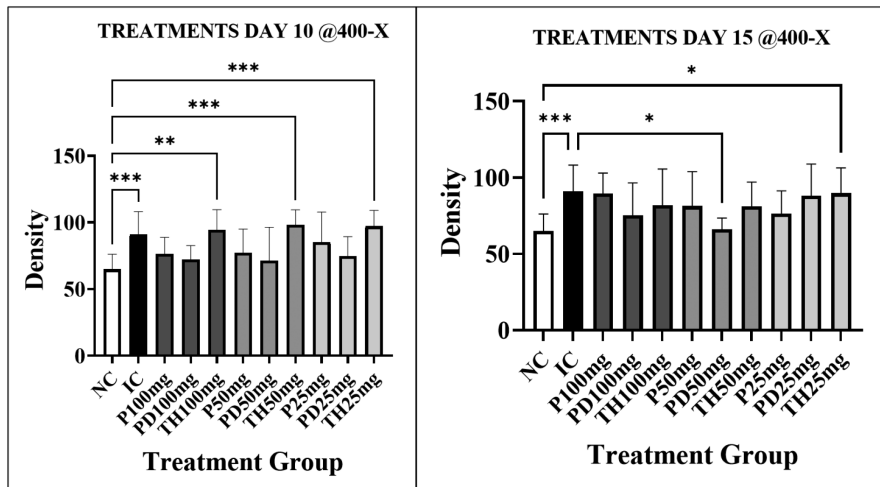 TREATMENTS DAY 10 @400-X
***
***
**
***
150
100
50
0
Density
NC
IC
P100mg
PD100mg
TH100mg
P50mg
PD50mg
TH50mg
P25mg
PD25mg
TH25mg
Treatment Group
TREATMENTS DAY 15 @400-X
*
***
*
150
100
50
0
Density
NC
IC
P100mg
PD100mg
TH100mg
P50mg
PD50mg
TH50mg
P25mg
PD25mg
TH25mg
Treatment Group